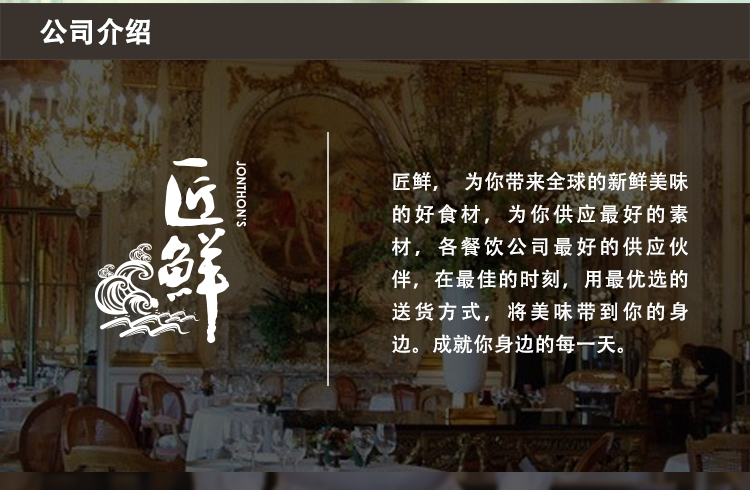 公司介绍
匠鲜
JONTHON'S
匠鲜， 为你带来全球的新鲜美味
的好食材，为你供应最好的素
材，各餐饮公司最好的供应伙
伴，在最佳的时刻，用最优选的
送货方式，将美味带到你的身
边。成就你身边的每一天。